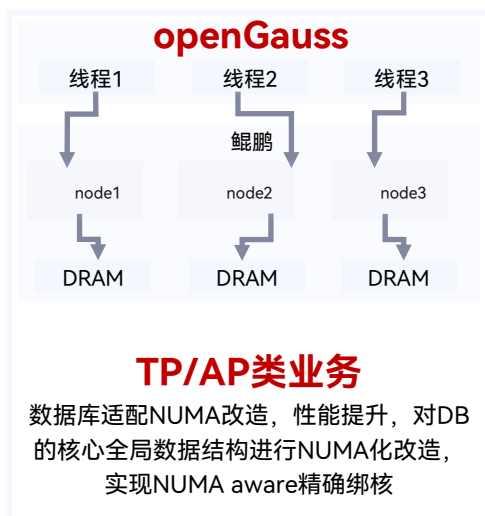 openGauss
线程1 线程2 线程3
鲲鹏
node1 node2 node3
DRAM DRAM DRAM
TP/AP类业务
数据库适配NUMA改造，性能提升，对DB
的核心全局数据结构进行NUMA化改造，
实现NUMA aware精确绑核